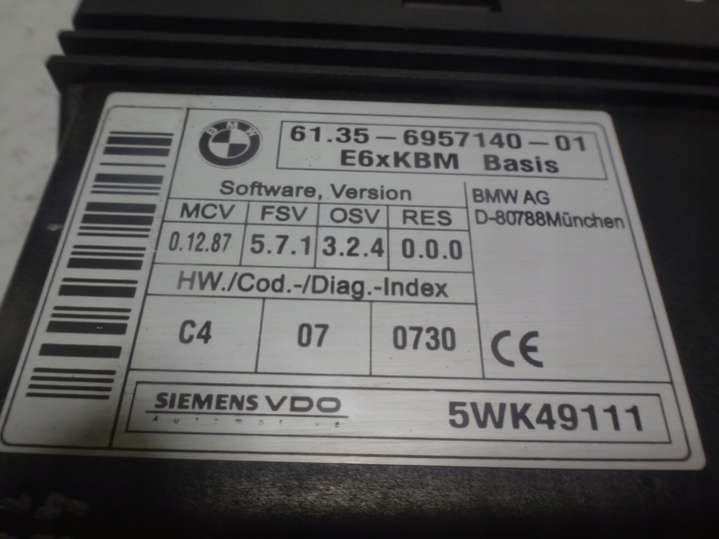 BMW
61.35-6957140-01
E6xKBM Basis
Software, Version
MCV FSV OSV RES
0.12.87 5.7.1 3.2.4 0.0.0
BMW AG
D-80788München
HW./Cod.-/Diag.-Index
C4 07 0730
CE
SIEMENS VDO
Automotive
5WK49111